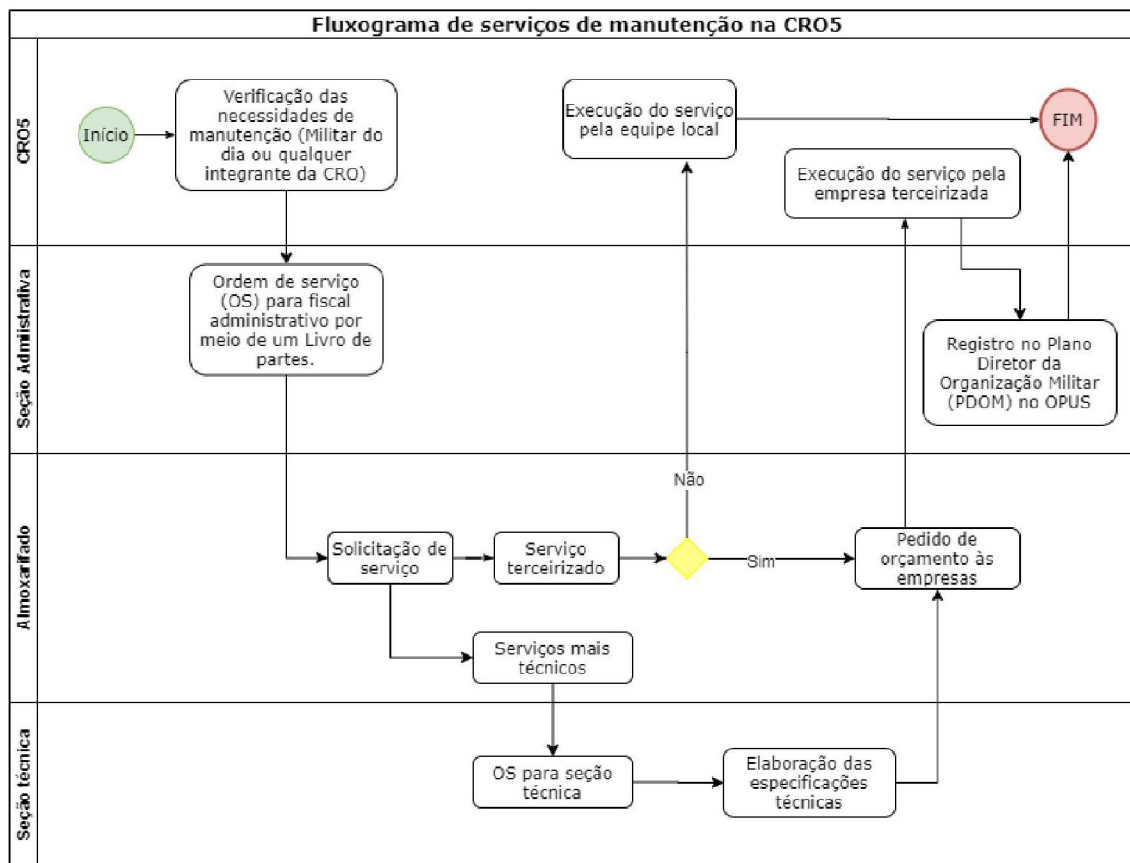 Fluxograma de serviços de manutenção na CRO5
CRO5
Início
Verificação das
necessidades de
manutenção (Militar do
dia ou qualquer
integrante da CRO)
Execução do serviço
pela equipe local
FIM
Execução do serviço pela
empresa terceirizada
Seção Admiistrativa
Ordem de serviço
(OS) para fiscal
administrativo por
meio de um Livro de
partes.
Registro no Plano
Diretor da
Organização Militar
(PDOM) no OPUS
Almoxarifado
Não
Solicitação de
serviço
Serviço
terceirizado
Sim
Pedido de
orçamento às
empresas
Serviços mais
técnicos
Seção técnica
OS para seção
técnica
Elaboração das
especificações
técnicas